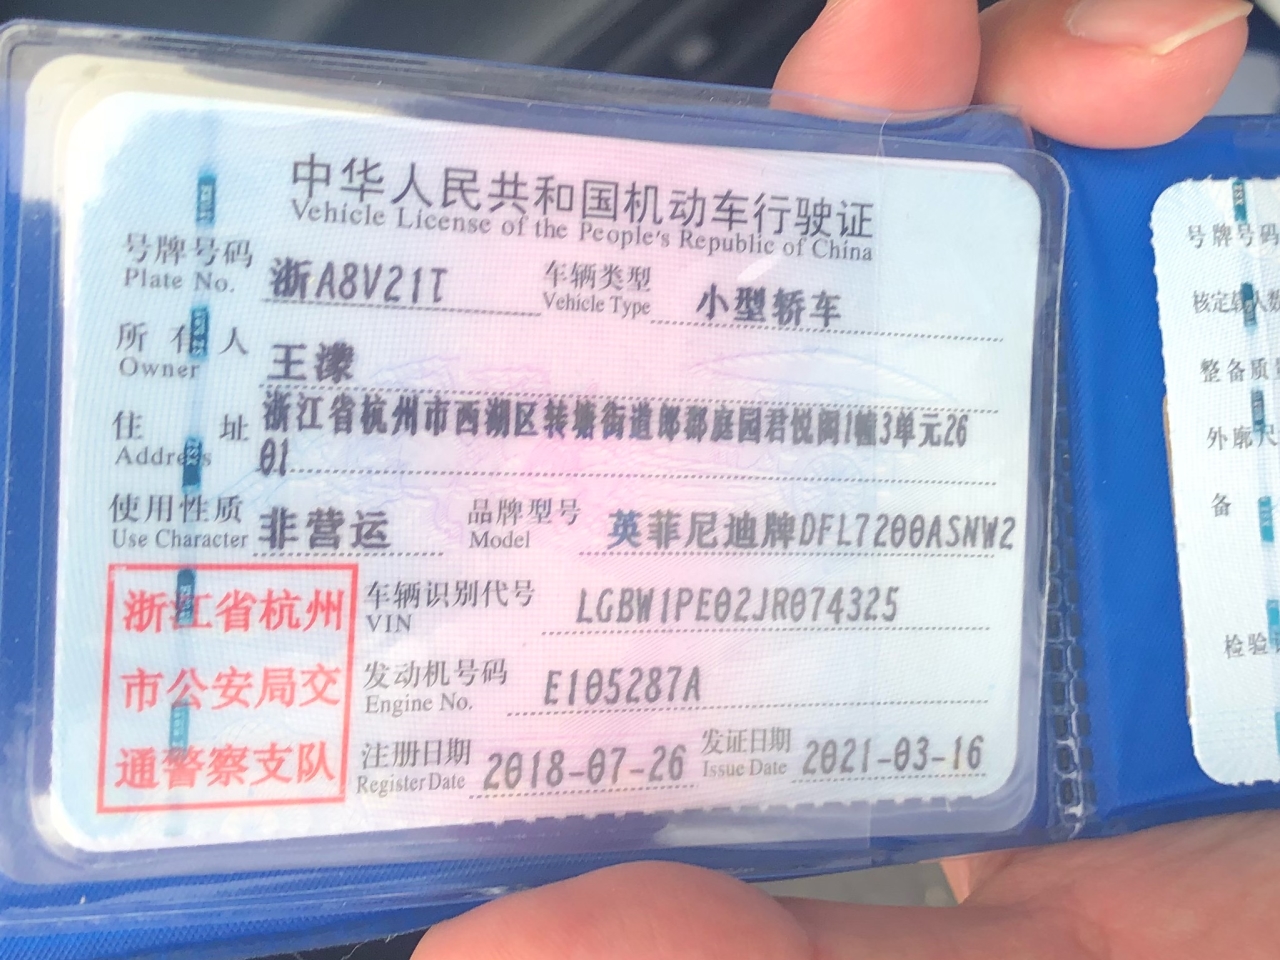 中华人民共和国机动车行驶证
Vehicle License of the People's Republic of China
号牌号码 浙A8V21T 车辆类型 小型轿车
Plate No. Vehicle Type
所有人 王濛
Owner
住址 浙江省杭州市西湖区转塘街道郎郡庭园君悦阁1幢3单元26
Address 01
使用性质 非营运 品牌型号 英菲尼迪牌DFL7200ASNW2
Use Character Model
浙江省杭州
市公安局交
通警察支队
车辆识别代号 LGBW1PE02JR074325
VIN
发动机号码 E105287A
Engine No.
注册日期 2018-07-26 发证日期 2021-03-16
Register Date Issue Date
号牌号码
核定载人数
整备质量
外廓尺
备
检验